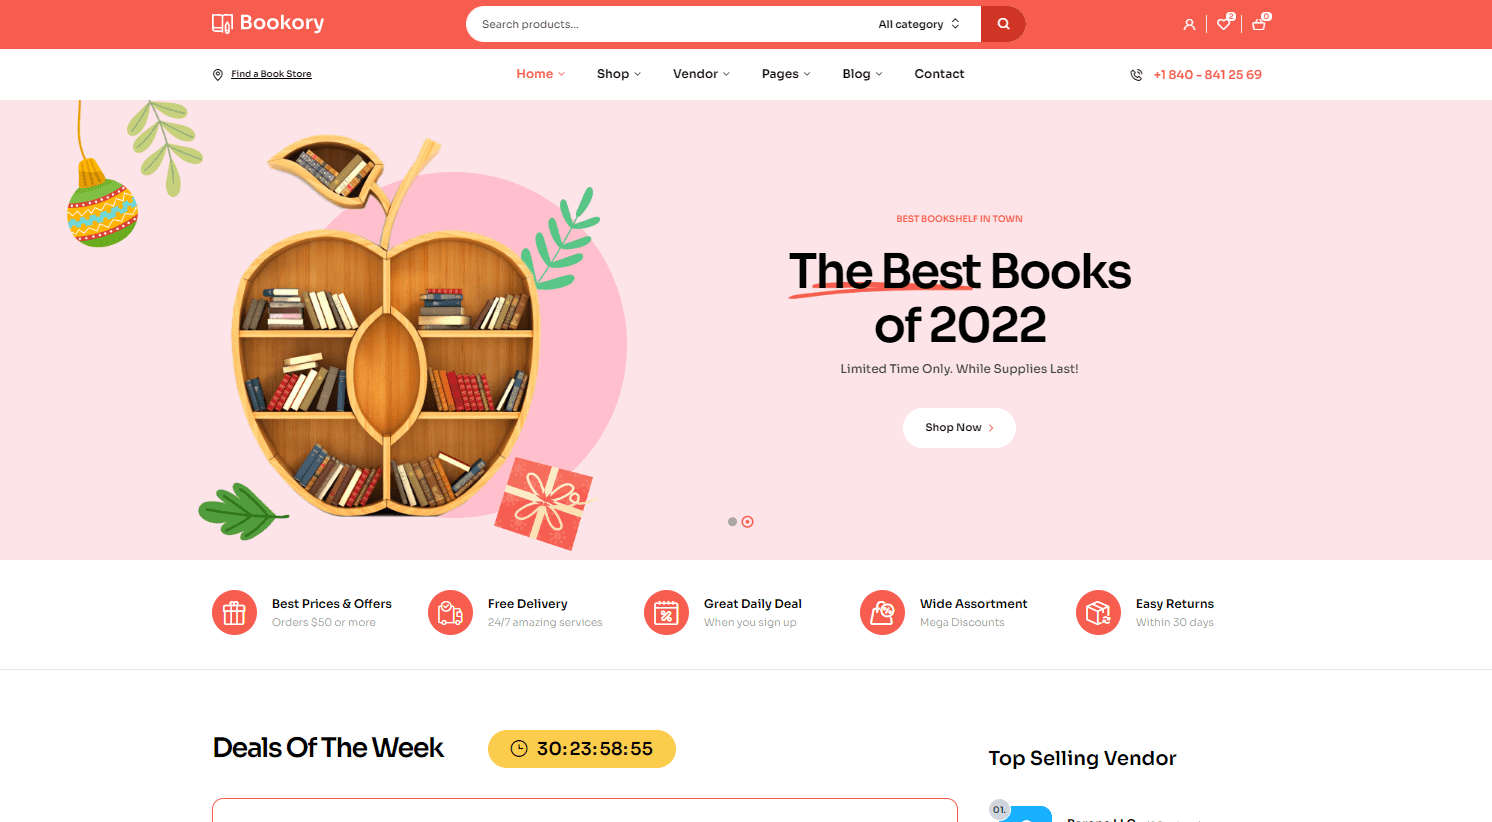 Bookory
Search products...
All category
2
0
Find a Book Store
Home
Shop
Vendor
Pages
Blog
Contact
+1 840 - 841 25 69
BEST BOOKSHELF IN TOWN
The Best Books
of 2022
Limited Time Only. While Supplies Last!
Shop Now
Best Prices & Offers
Orders $50 or more
Free Delivery
24/7 amazing services
Great Daily Deal
When you sign up
Wide Assortment
Mega Discounts
Easy Returns
Within 30 days
Deals Of The Week
30:23:58:55
Top Selling Vendor
01.